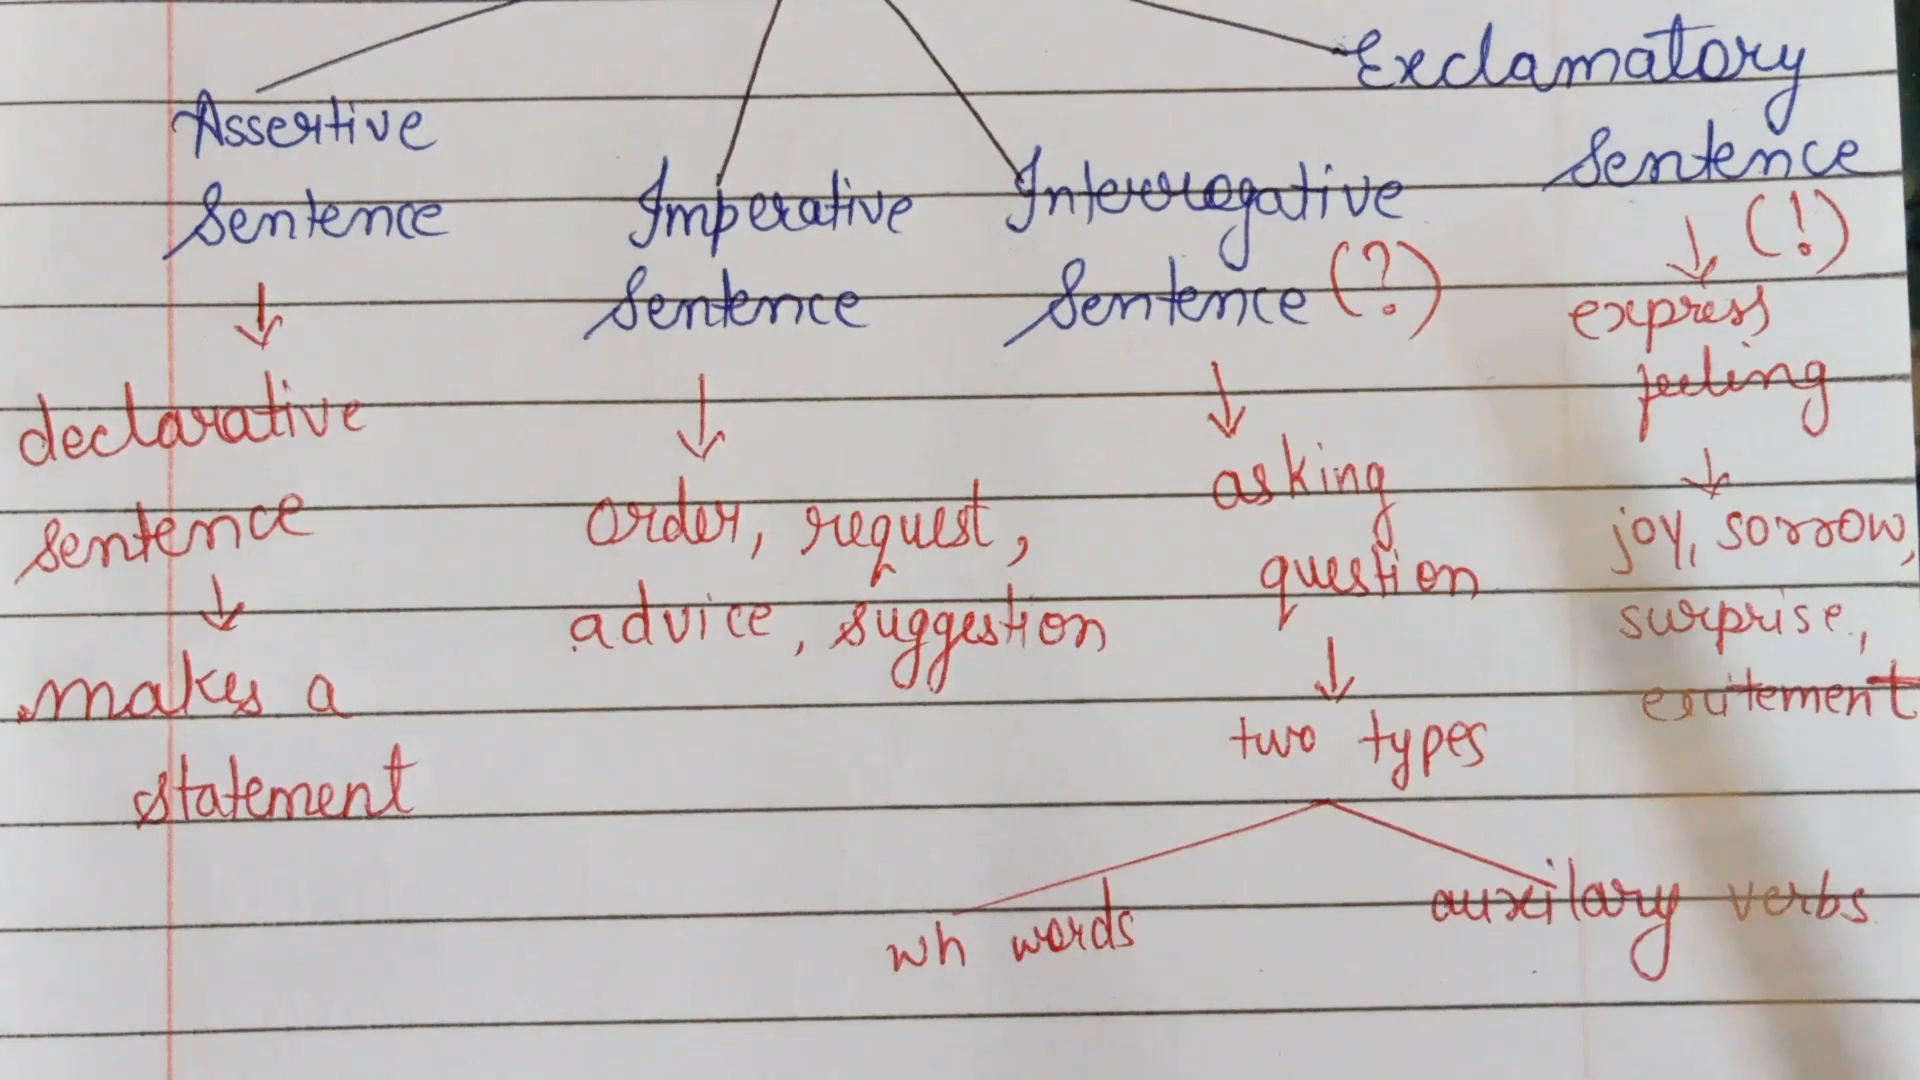 Assertive
Sentence
↓
declarative
sentence
↓
makes a
statement
Imperative
Sentence
↓
order, request,
advice, suggestion
Interrogative
Sentence (?)
↓
asking
question
↓
two types
wh words
auxilary verbs
Exclamatory
Sentence
↓ (!)
express
feeling
↓
joy, sorrow,
surprise,
exitement